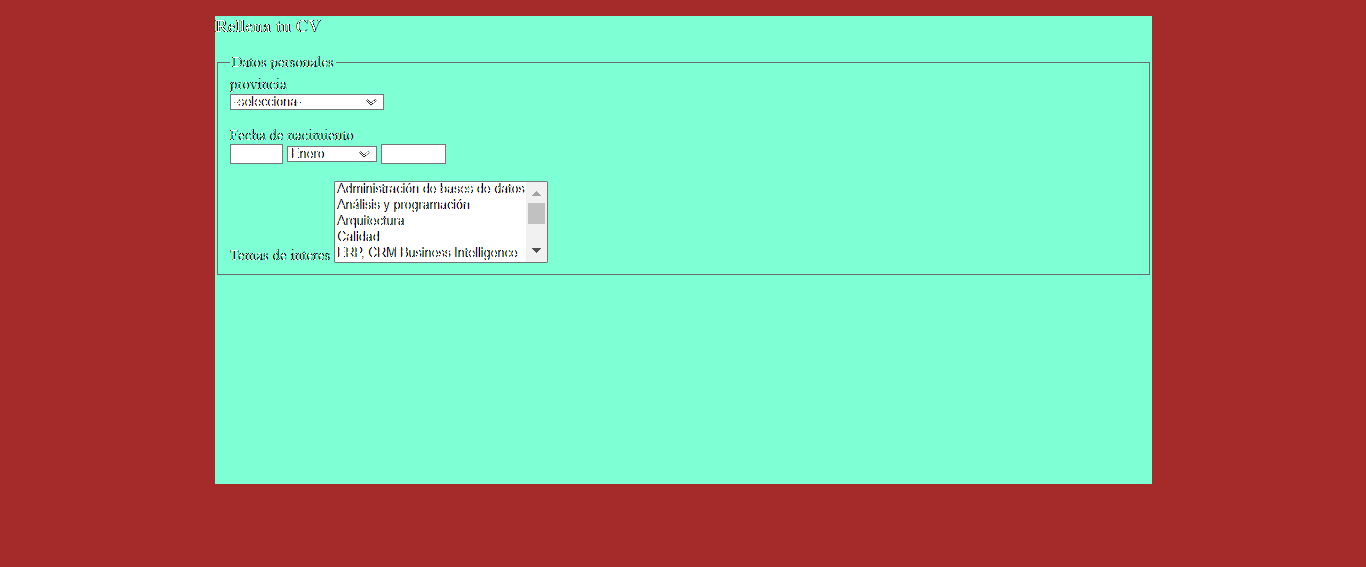 Rellena tu CV
Datos personales
provincia
-selecciona-
Fecha de nacimiento
Enero
Administración de bases de datos
Análisis y programación
Arquitectura
Calidad
ERP, CRM Business Intelligence
Temas de interes